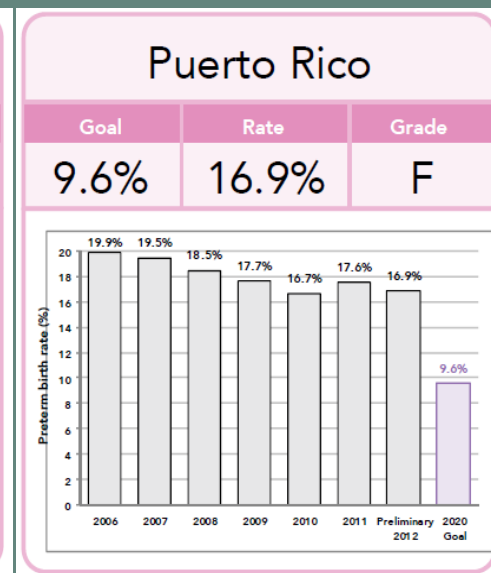 Puerto Rico
Goal Rate Grade
9.6% 16.9% F
Preterm birth rate (%)
20
18
16
14
12
10
8
6
4
2
0
19.9% 19.5% 18.5% 17.7% 16.7% 17.6% 16.9% 9.6%
2006 2007 2008 2009 2010 2011 Preliminary 2020
2012 Goal